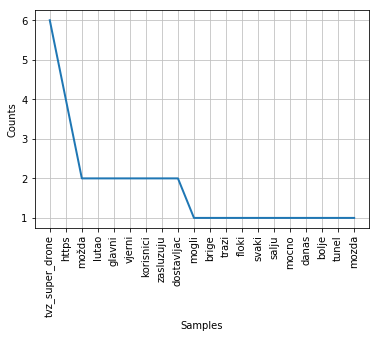 6
5
4
3
2
1
Counts
tvz_super_drone
https
možda
lutao
glavni
vjerni
korisnici
zasluzuju
dostavljac
mogli
brige
trazi
floki
svaki
salju
mocno
danas
bolje
tunel
mozda
Samples